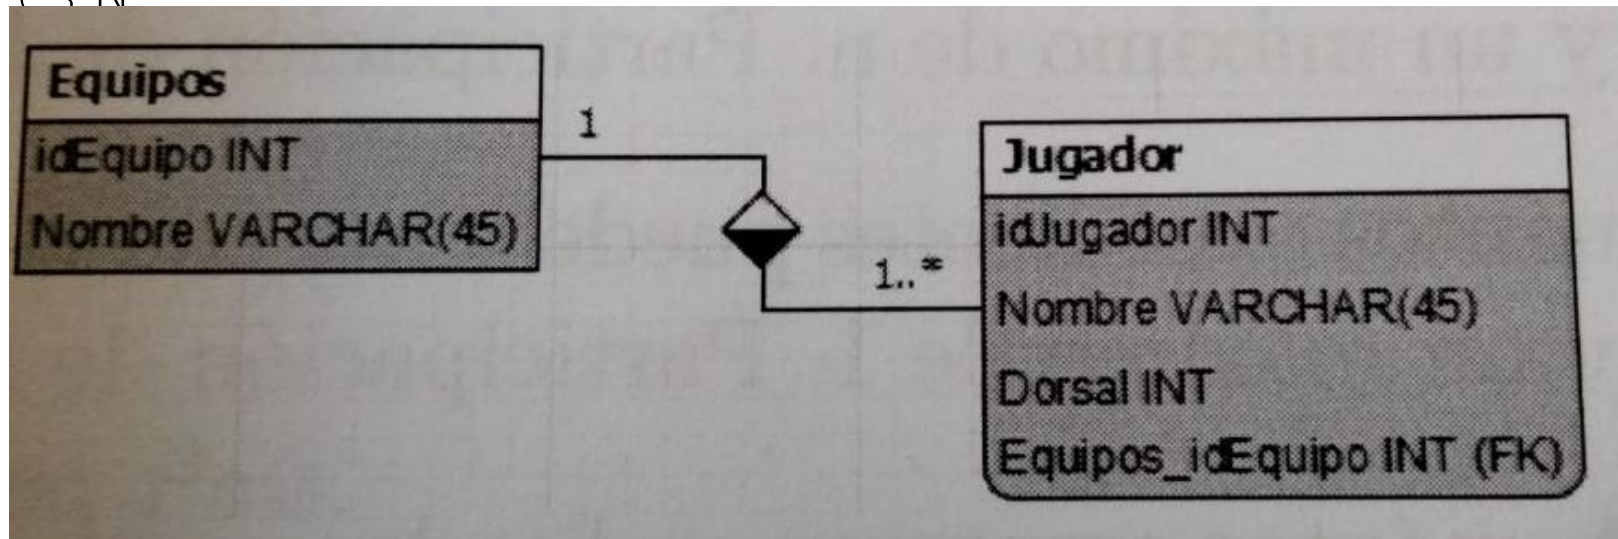 Equipos
idEquipo INT
Nombre VARCHAR(45)
1
1..*
Jugador
idJugador INT
Nombre VARCHAR(45)
Dorsal INT
Equipos_idEquipo INT (FK)